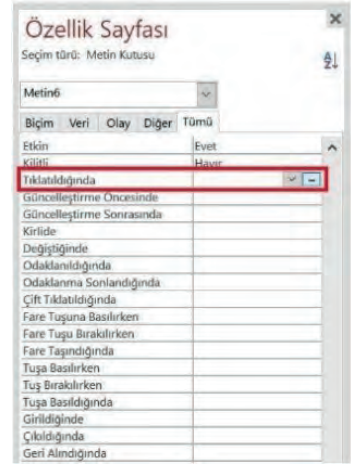 Özellik Sayfası
Seçim türü: Metin Kutusu
Metin6
Biçim Veri Olay Diğer Tümü
Etkin Evet
Kilitli Hayır
Tıklatıldığında
Güncelleştirme Öncesinde
Güncelleştirme Sonrasında
Kirlide
Değiştiğinde
Odaklanıldığında
Odaklanma Sonlandığında
Çift Tıklatıldığında
Fare Tuşuna Basılırken
Fare Tuşu Bırakılırken
Fare Taşındığında
Tuşa Basılırken
Tuş Bırakılırken
Tuşa Basıldığında
Girildiğinde
Çıkıldığında
Geri Alındığında